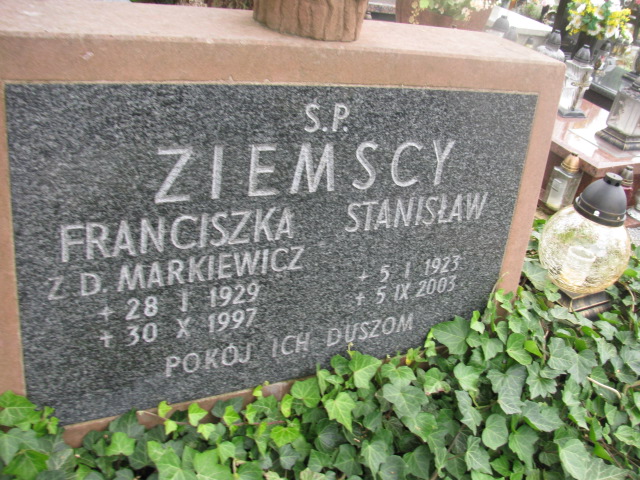 Ś.P.
ZIEMSCY
FRANCISZKA STANISŁAW
Z D. MARKIEWICZ
+ 28 I 1929 + 5 I 1923
+ 30 X 1997 + 5 IX 2003
POKÓJ ICH DUSZOM